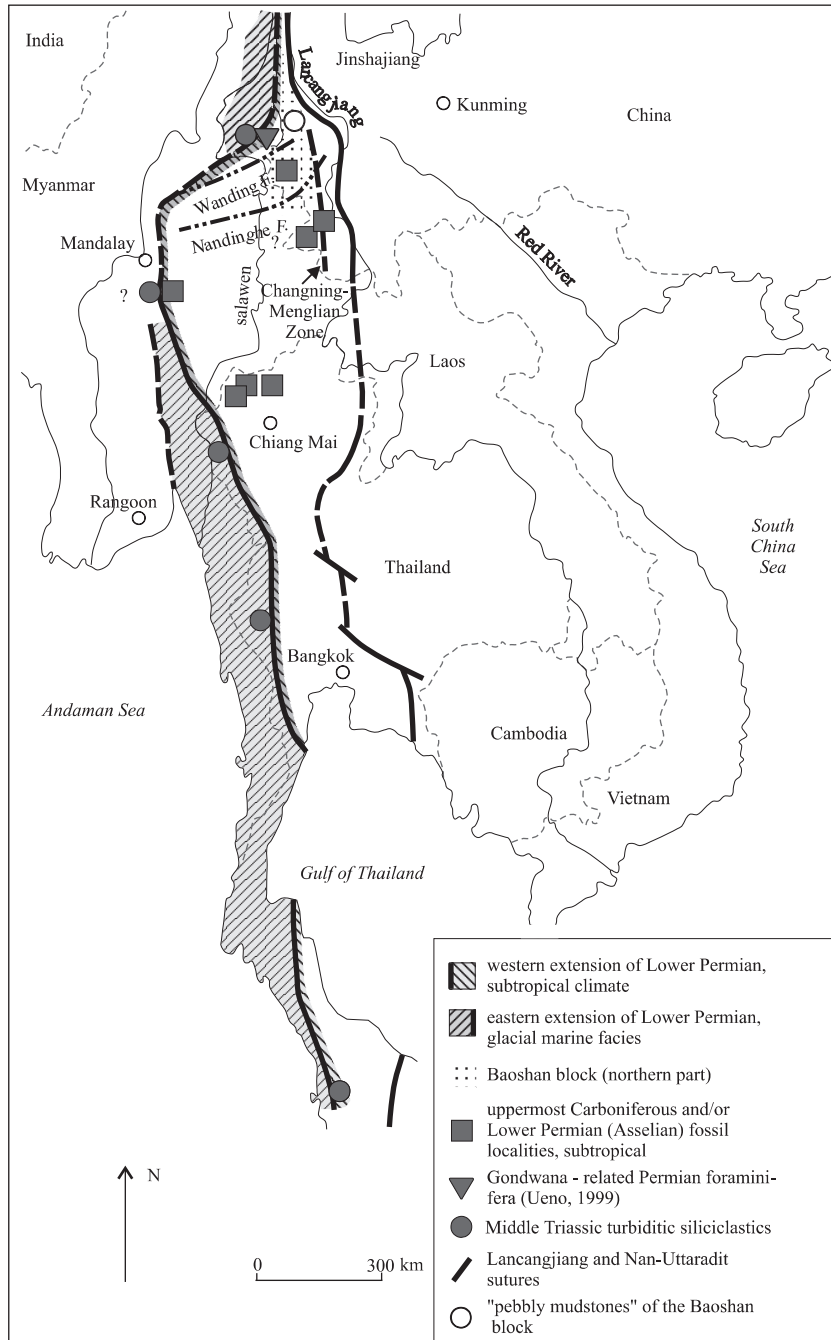 India
Jinshajiang
Lancangjiang
Kunming
China
Myanmar
Wanding F.
Nandinghe F.
?
Mandalay
Red River
?
salawen
Changning-
Menglian
Zone
Laos
Chiang Mai
Rangoon
South
China
Sea
Thailand
Bangkok
Andaman Sea
Cambodia
Vietnam
Gulf of Thailand
western extension of Lower Permian,
subtropical climate
eastern extension of Lower Permian,
glacial marine facies
Baoshan block (northern part)
uppermost Carboniferous and/or
Lower Permian (Asselian) fossil
localities, subtropical
Gondwana - related Permian foramini-
fera (Ueno, 1999)
Middle Triassic turbiditic siliciclastics
Lancangjiang and Nan-Uttaradit
sutures
"pebbly mudstones" of the Baoshan
block
N
0 300 km